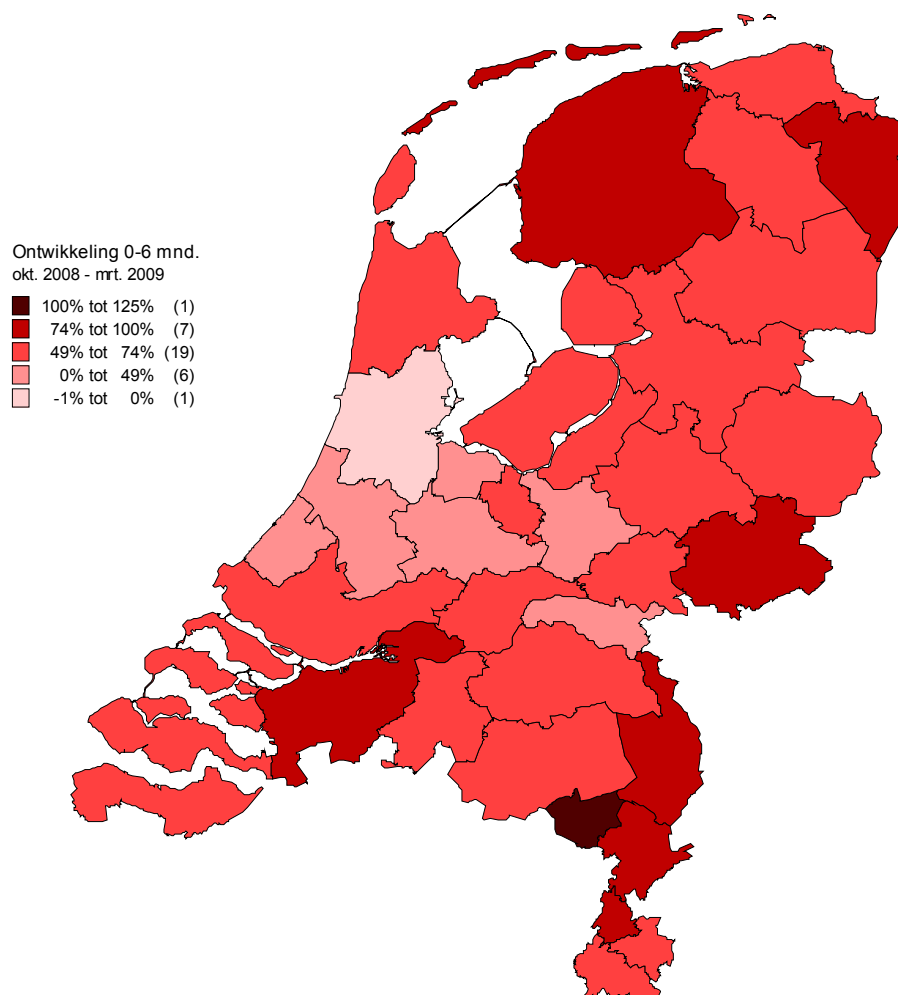 Ontwikkeling 0-6 mnd.
okt. 2008 - mrt. 2009
100% tot 125% (1)
74% tot 100% (7)
49% tot 74% (19)
0% tot 49% (6)
-1% tot 0% (1)